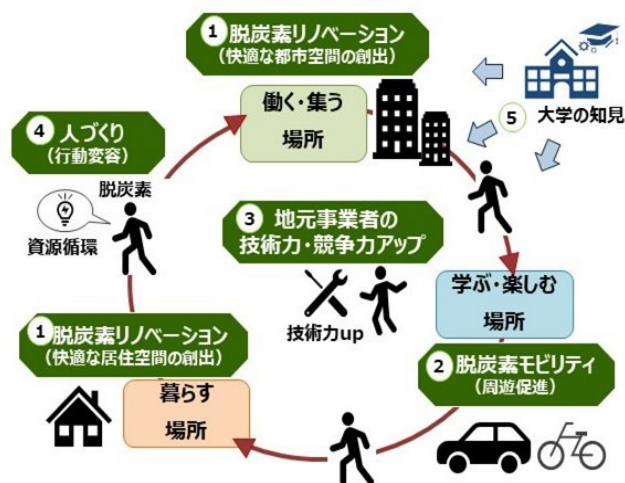 1 脱炭素リノベーション
(快適な都市空間の創出)
働く・集う
場所
5
大学の知見
4 人づくり
(行動変容)
脱炭素
資源循環
3 地元事業者の
技術力・競争力アップ
技術力up
学ぶ・楽しむ
場所
1 脱炭素リノベーション
(快適な居住空間の創出)
暮らす
場所
2 脱炭素モビリティ
(周遊促進)